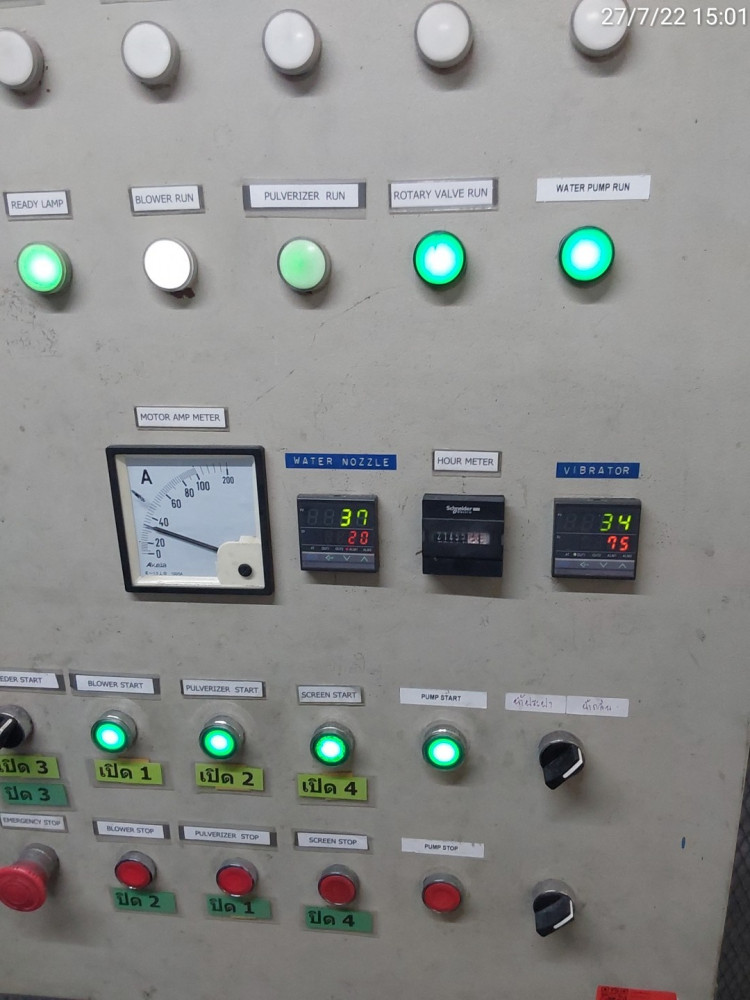 27/7/22 15:01
READY LAMP
BLOWER RUN
PULVERIZER RUN
ROTARY VALVE RUN
WATER PUMP RUN
MOTOR AMP METER
WATER NOZZLE
HOUR METER
VIBRATOR
A
200
100
80
60
40
20
0
37
20
Schneider
34
75
EDER START
BLOWER START
PULVERIZER START
SCREEN START
PUMP START
เปิด 3
เปิด 1
เปิด 2
เปิด 4
ปิด 3
EMERGENCY STOP
BLOWER STOP
PULVERIZER STOP
SCREEN STOP
PUMP STOP
ปิด 2
ปิด 1
ปิด 4